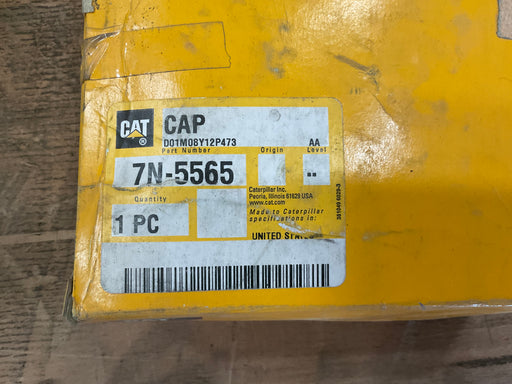 CAT
®
CAP
D01M08Y12P473 AA
Part Number Origin Level
7N-5565 --
Quantity
1 PC
Caterpillar Inc.
Peoria, Illinois 61629 USA
www.cat.com
Made to Caterpillar
specifications in:
UNITED STATES